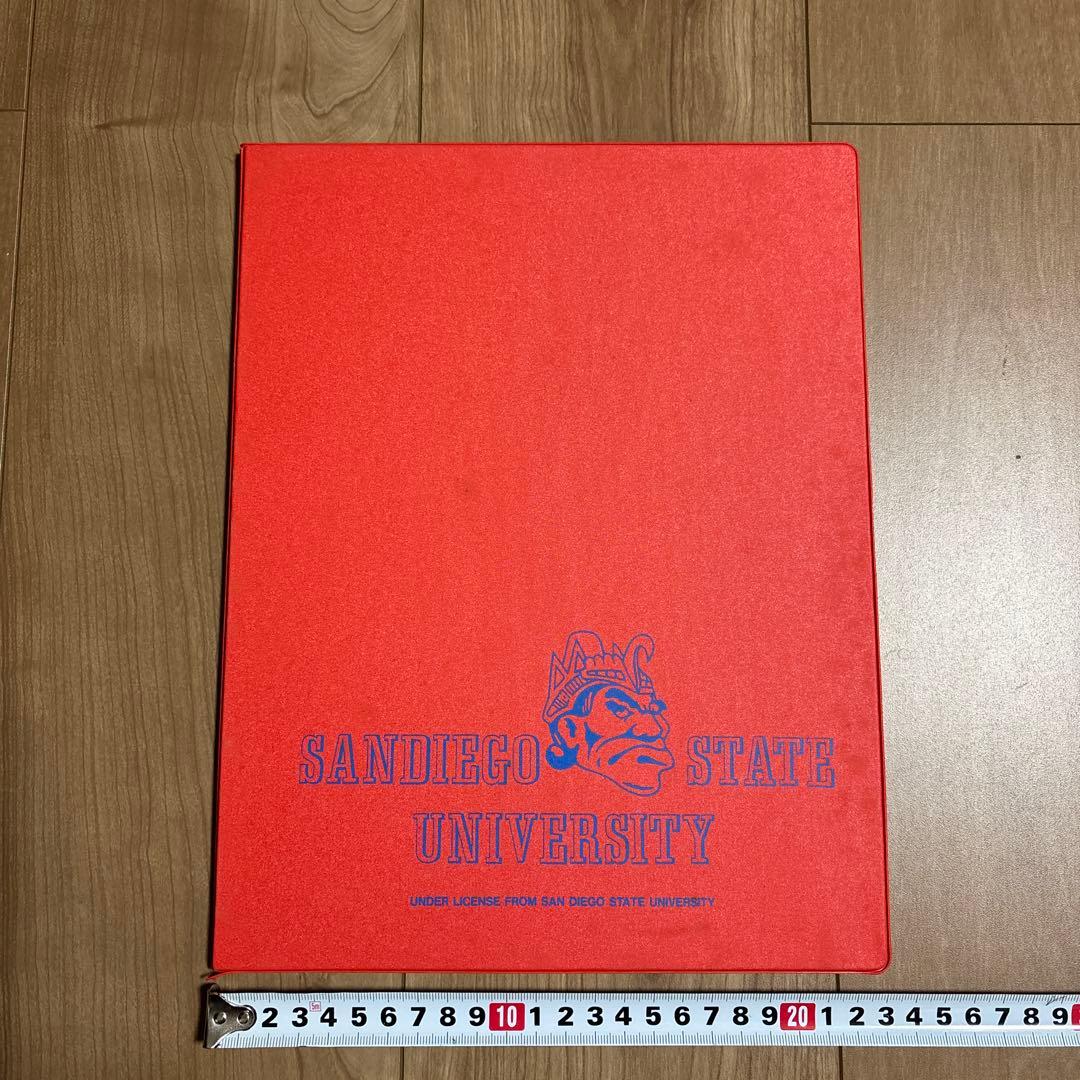 SANDIEGO STATE
UNIVERSITY
UNDER LICENSE FROM SAN DIEGO STATE UNIVERSITY
2 3 5m 4 5 6 7 8 9 10 1 2 3 4 5 6 7 8 9 20 1 2 3 4 5 6 7 8 9